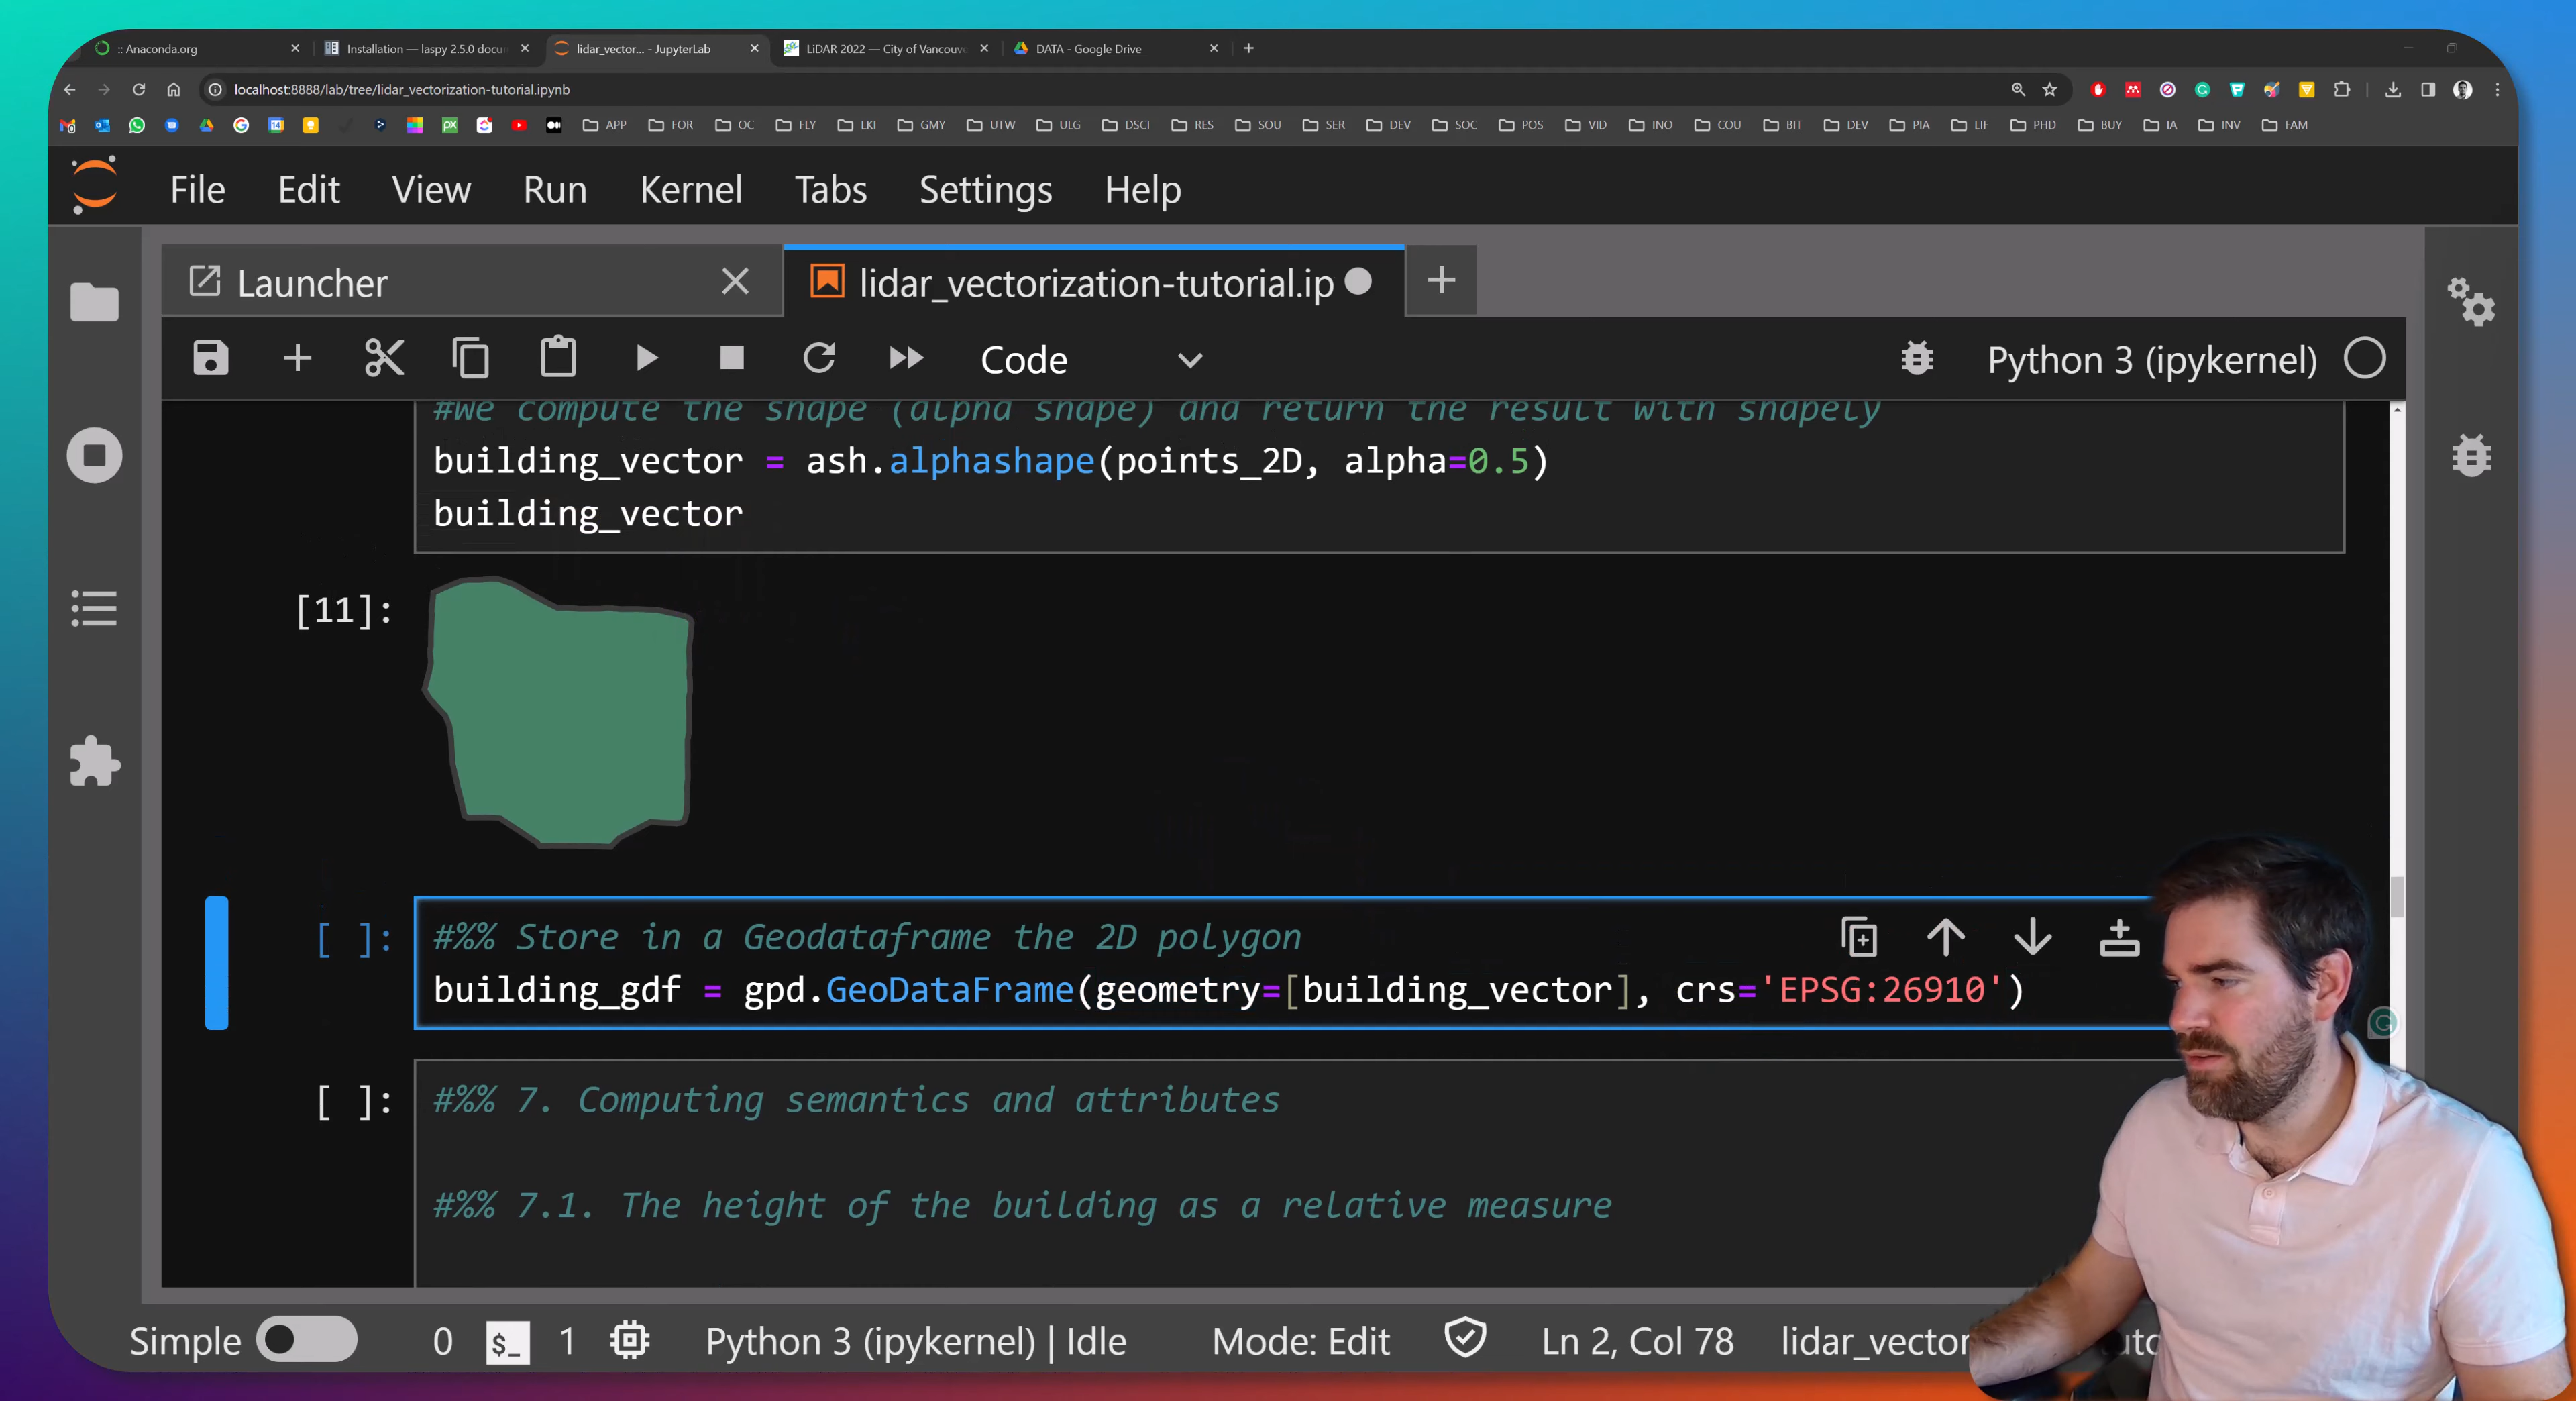 :: Anaconda.org
Installation — laspy 2.5.0 docun
lidar_vector... - JupyterLab
LiDAR 2022 — City of Vancouve
DATA - Google Drive
localhost:8888/lab/tree/lidar_vectorization-tutorial.ipynb
APP FOR OC FLY LKI GMY UTW ULG DSCI RES SOU SER DEV SOC POS VID INO COU BIT DEV PIA LIF PHD BUY IA INV FAM
File Edit View Run Kernel Tabs Settings Help
Launcher
lidar_vectorization-tutorial.ip
Code
Python 3 (ipykernel)
#We compute the shape (alpha shape) and return the result with shapely
building_vector = ash.alphashape(points_2D, alpha=0.5)
building_vector
[11]:
[ ]: #%% Store in a Geodataframe the 2D polygon
building_gdf = gpd.GeoDataFrame(geometry=[building_vector], crs='EPSG:26910')
[ ]: #%% 7. Computing semantics and attributes
#%% 7.1. The height of the building as a relative measure
Simple 0 $_ 1 Python 3 (ipykernel) | Idle Mode: Edit Ln 2, Col 78 lidar_vector